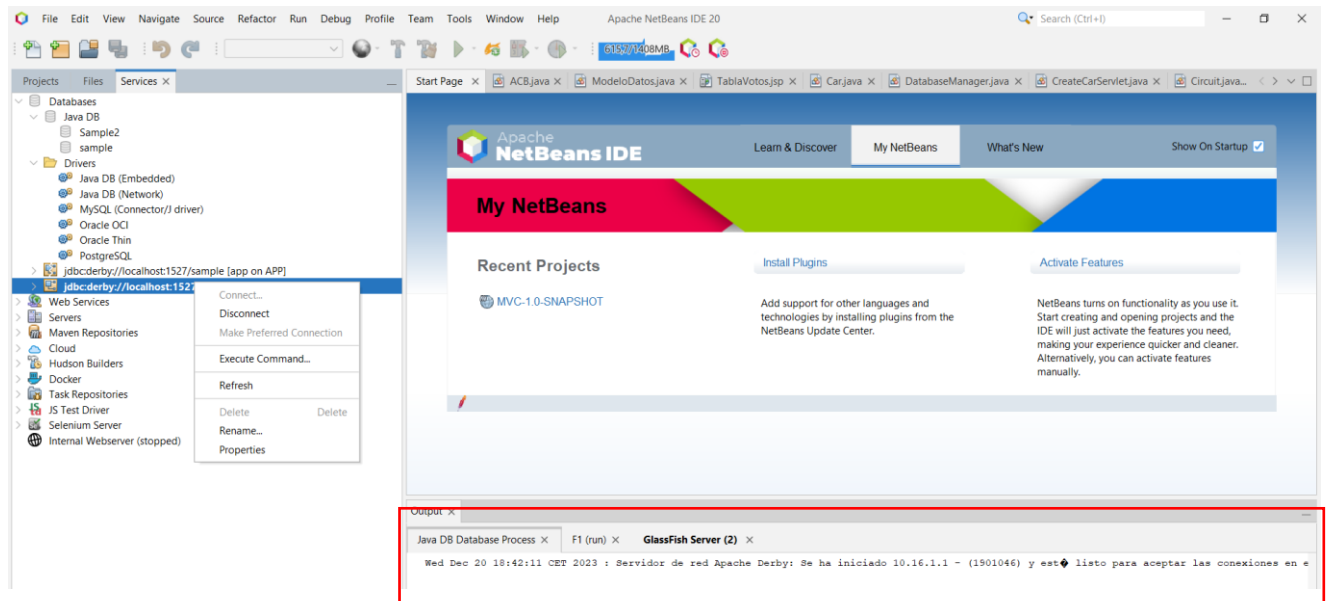 File Edit View Navigate Source Refactor Run Debug Profile Team Tools Window Help Apache NetBeans IDE 20 Search (Ctrl+I)
Projects Files Services
Start Page ACB.java ModeloDatos.java TablaVotos.jsp Car.java DatabaseManager.java CreateCarServlet.java Circuit.java...
Databases
Java DB
Sample2
sample
Drivers
Java DB (Embedded)
Java DB (Network)
MySQL (Connector/J driver)
Oracle OCI
Oracle Thin
PostgreSQL
jdbc:derby://localhost:1527/sample [app on APP]
jdbc:derby://localhost:1527
Web Services
Servers
Maven Repositories
Cloud
Hudson Builders
Docker
Task Repositories
JS Test Driver
Selenium Server
Internal Webserver (stopped)
Connect...
Disconnect
Make Preferred Connection
Execute Command...
Refresh
Delete Delete
Rename...
Properties
Apache
NetBeans IDE
Learn & Discover My NetBeans What's New Show On Startup
My NetBeans
Recent Projects
MVC-1.0-SNAPSHOT
Install Plugins
Add support for other languages and
technologies by installing plugins from the
NetBeans Update Center.
Activate Features
NetBeans turns on functionality as you use it.
Start creating and opening projects and the
IDE will just activate the features you need,
making your experience quicker and cleaner.
Alternatively, you can activate features
manually.
Output
Java DB Database Process F1 (run) GlassFish Server (2)
Wed Dec 20 18:42:11 CET 2023 : Servidor de red Apache Derby: Se ha iniciado 10.16.1.1 - (1901046) y est� listo para aceptar las conexiones en e